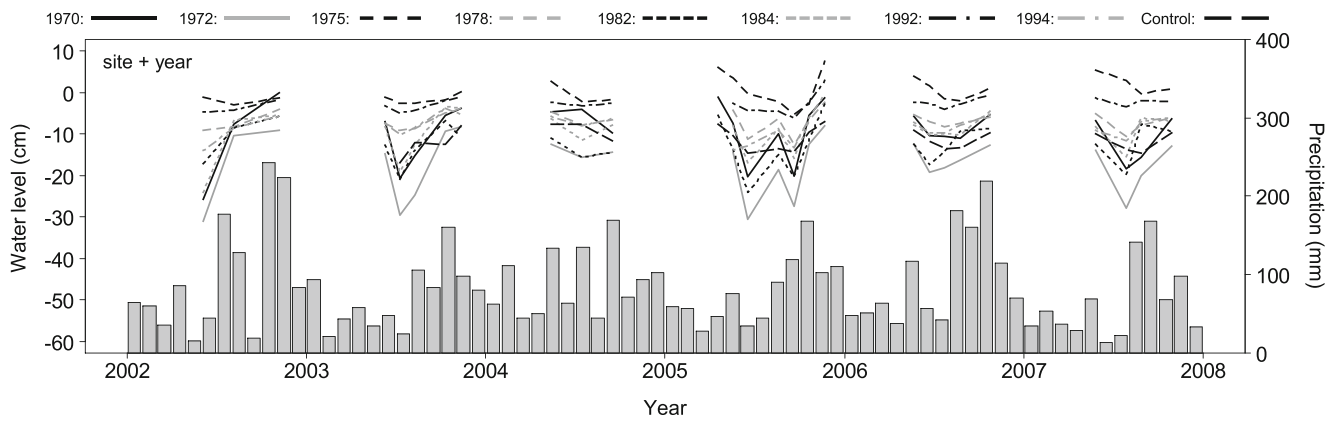 1970: 1972: 1975: 1978: 1982: 1984: 1992: 1994: Control:
site + year
10
0
-10
-20
-30
-40
-50
-60
Water level (cm)
400
300
200
100
0
Precipitation (mm)
2002 2003 2004 2005 2006 2007 2008
Year